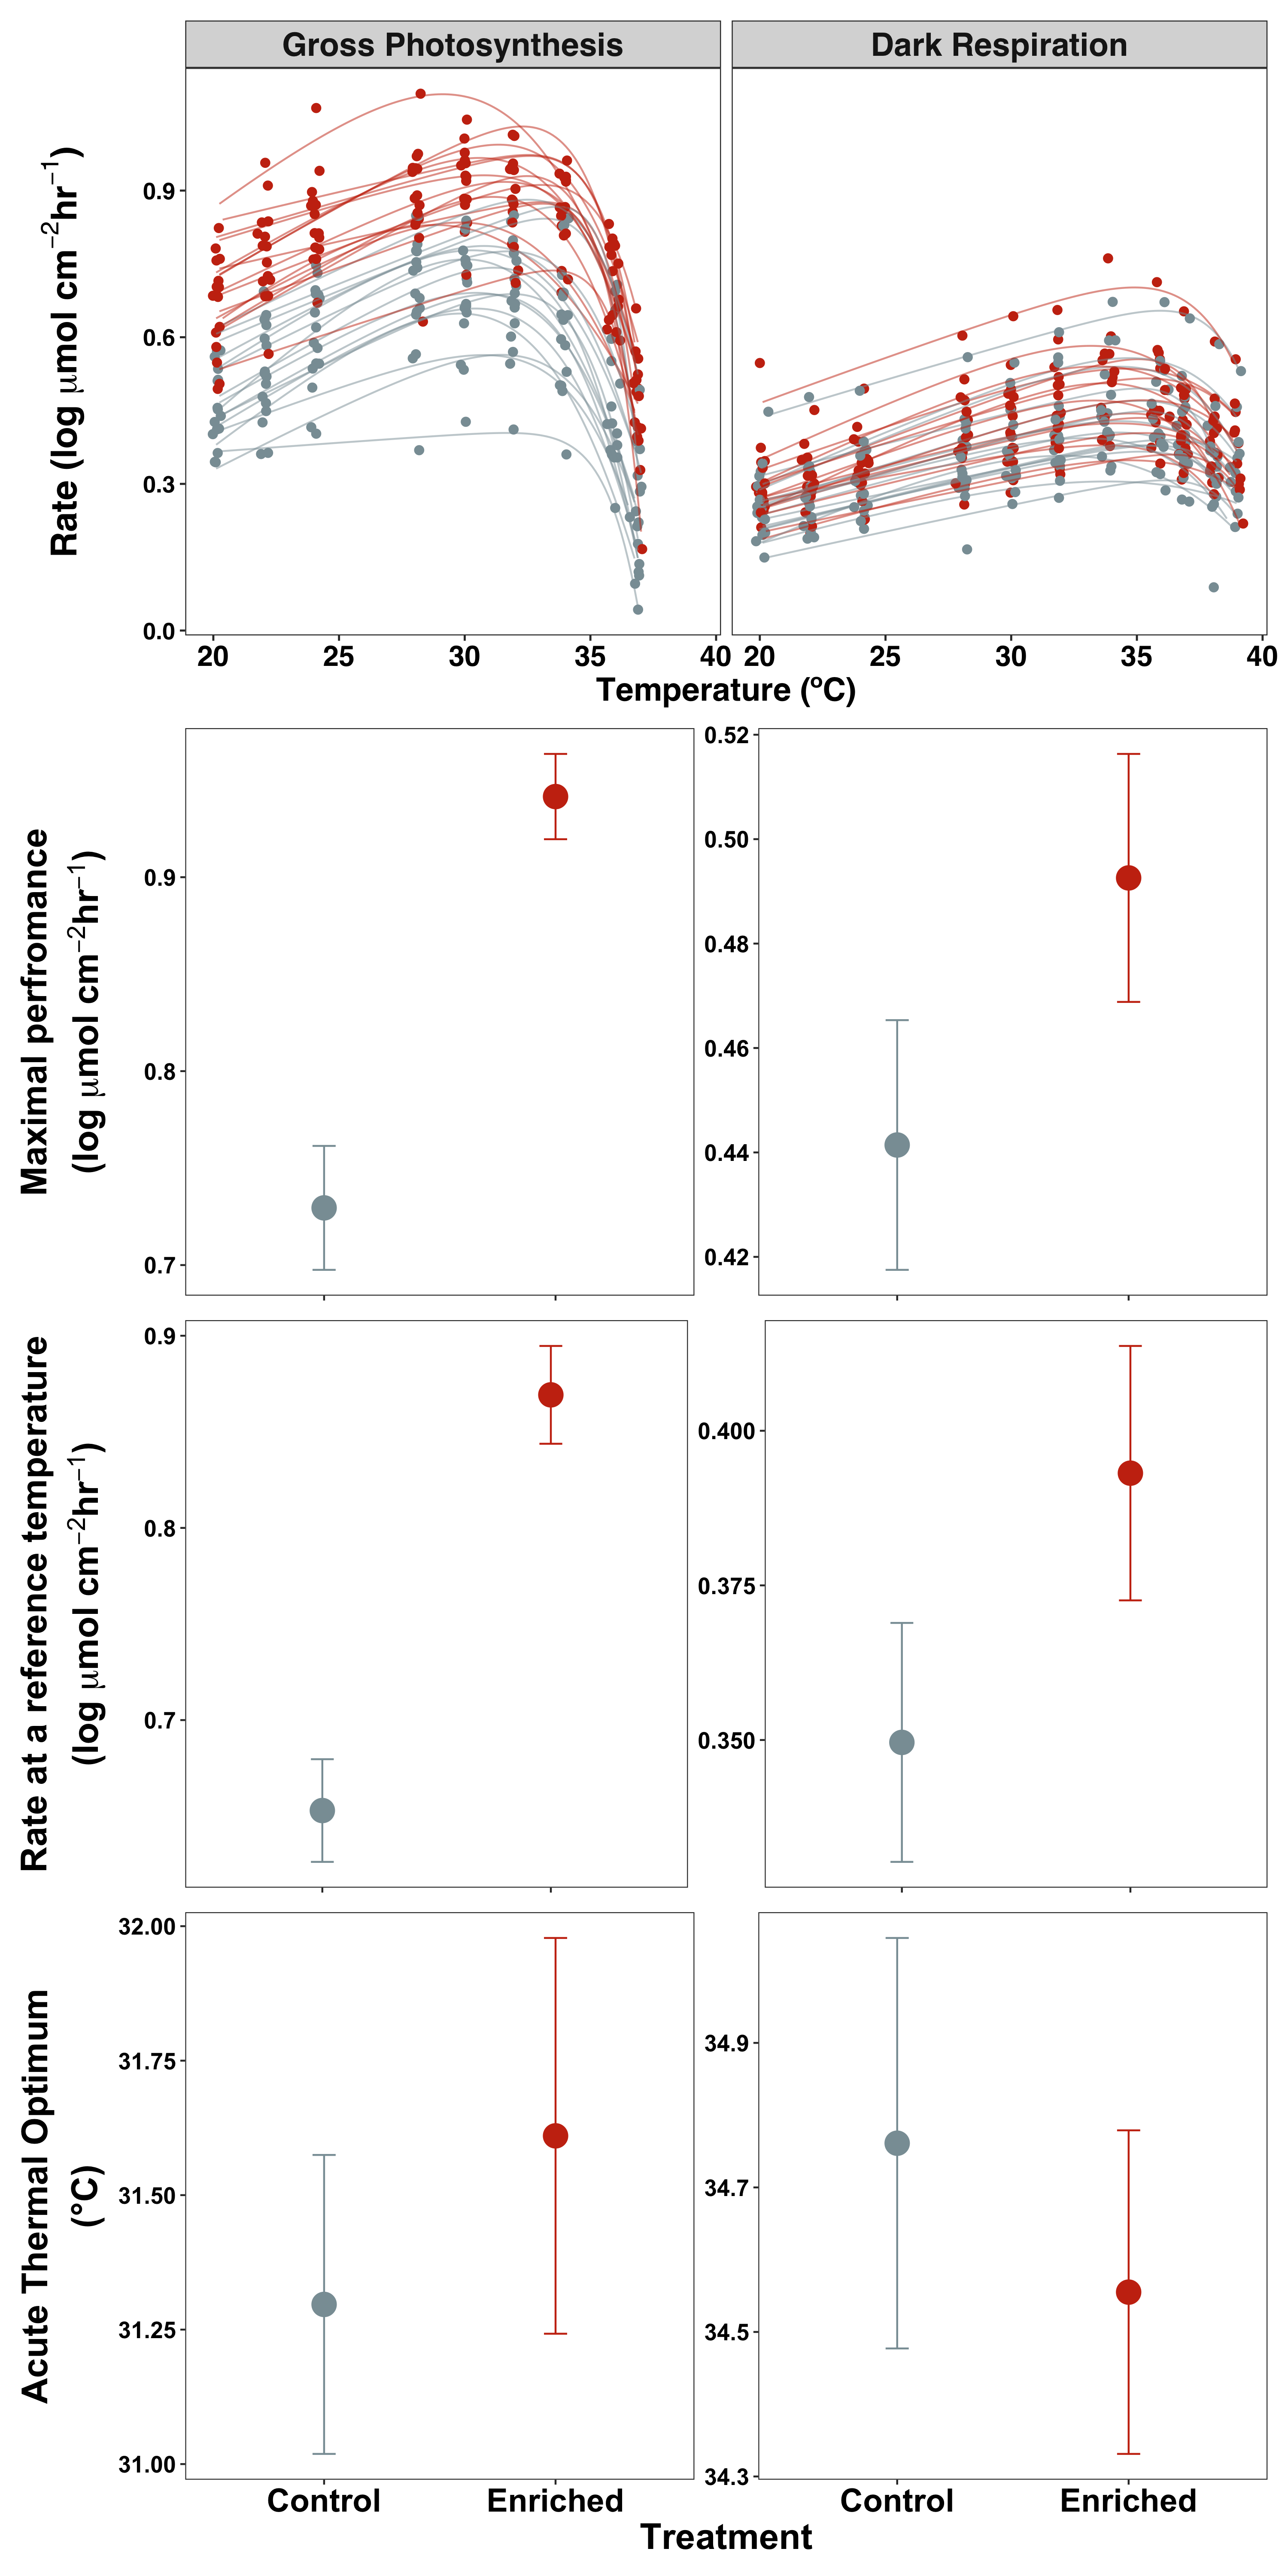 Gross Photosynthesis
Dark Respiration
Rate (log μmol cm⁻²hr⁻¹)
0.9
0.6
0.3
0.0
20 25 30 35 40
20 25 30 35 40
Temperature (ºC)
Maximal perfromance
(log μmol cm⁻²hr⁻¹)
0.9
0.8
0.7
0.52
0.50
0.48
0.46
0.44
0.42
Rate at a reference temperature
(log μmol cm⁻²hr⁻¹)
0.9
0.8
0.7
0.400
0.375
0.350
Acute Thermal Optimum
(°C)
32.00
31.75
31.50
31.25
31.00
34.9
34.7
34.5
34.3
Control Enriched
Control Enriched
Treatment